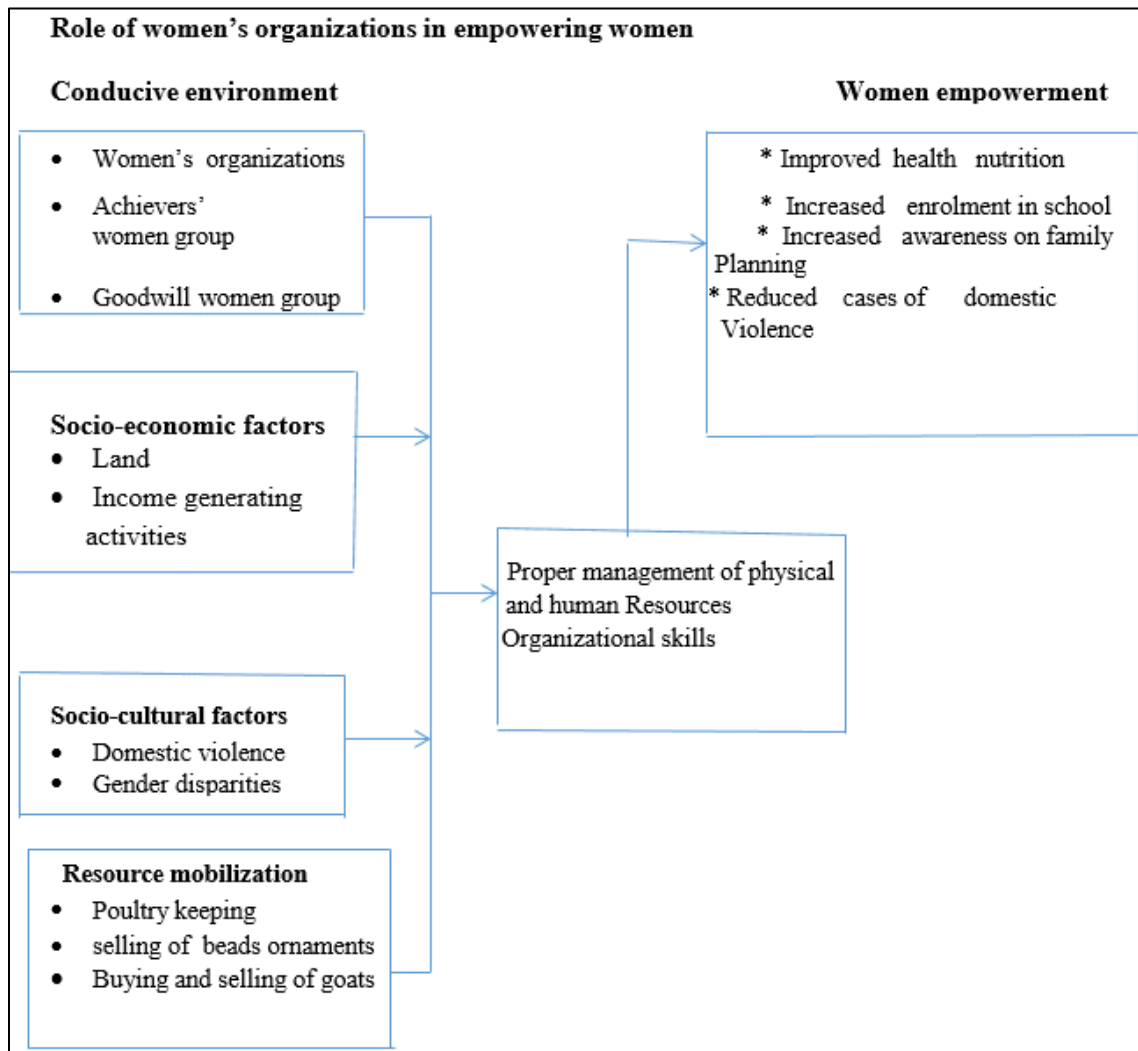 Role of women’s organizations in empowering women
Conducive environment
Women empowerment
• Women’s organizations
• Achievers’
women group
• Goodwill women group
* Improved health nutrition
* Increased enrolment in school
* Increased awareness on family
Planning
* Reduced cases of domestic
Violence
Socio-economic factors
• Land
• Income generating
activities
Proper management of physical
and human Resources
Organizational skills
Socio-cultural factors
• Domestic violence
• Gender disparities
Resource mobilization
• Poultry keeping
• selling of beads ornaments
• Buying and selling of goats